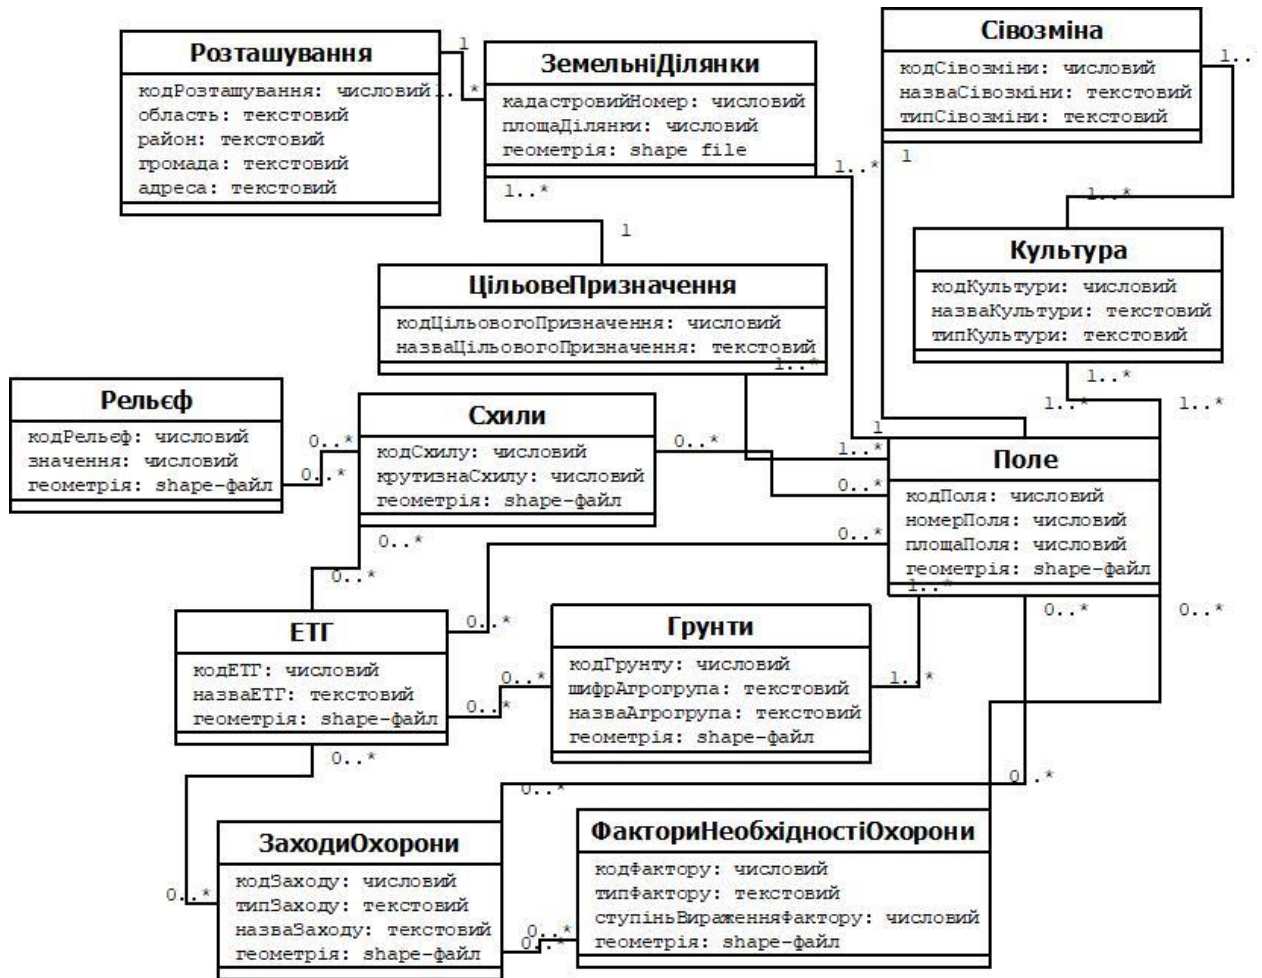 Розташування
кодРозташування: числовий
область: текстовий
район: текстовий
громада: текстовий
адреса: текстовий
1
1..*
ЗемельніДілянки
кадастровийНомер: числовий
площаДілянки: числовий
геометрія: shape file
1..*
1
1..*
Сівозміна
кодСівозміни: числовий
назваСівозміни: текстовий
типСівозміни: текстовий
1..
1
1..*
Культура
кодКультури: числовий
назваКультури: текстовий
типКультури: текстовий
1..*
1..*
1..*
ЦільовеПризначення
кодЦільовогоПризначення: числовий
назваЦільовогоПризначення: текстовий
1..*
Рельєф
кодРельєф: числовий
значення: числовий
геометрія: shape-файл
0..*
0..*
Схили
кодСхилу: числовий
крутизнаСхилу: числовий
геометрія: shape-файл
0..*
0..*
0..*
1
1..*
0..*
0..*
Поле
кодПоля: числовий
номерПоля: числовий
площаПоля: числовий
геометрія: shape-файл
1..*
0..*
0..*
ЕТГ
кодЕТГ: числовий
назваЕТГ: текстовий
геометрія: shape-файл
0..*
0..*
0..*
0..*
Грунти
кодГрунту: числовий
шифрАгрогрупа: текстовий
назваАгрогрупа: текстовий
геометрія: shape-файл
1..*
0..*
0..*
ЗаходиОхорони
кодЗаходу: числовий
типЗаходу: текстовий
назваЗаходу: текстовий
геометрія: shape-файл
0..*
0..*
0..*
ФакториНеобхідностіОхорони
кодФактору: числовий
типФактору: текстовий
ступіньВираженняФактору: числовий
геометрія: shape-файл
0..*